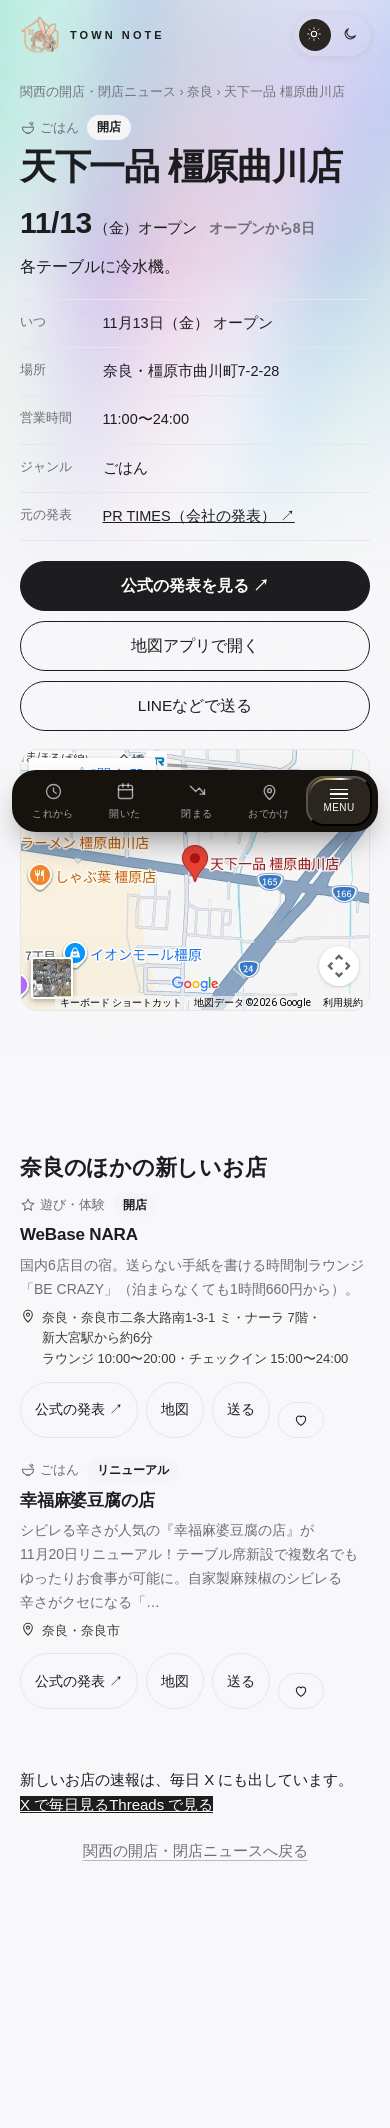 TOWN NOTE
関西の開店・閉店ニュース › 奈良 › 天下一品 橿原曲川店
ごはん 開店
天下一品 橿原曲川店
11/13（金）オープン オープンから8日
各テーブルに冷水機。
いつ 11月13日（金） オープン
場所 奈良・橿原市曲川町7-2-28
営業時間 11:00〜24:00
ジャンル ごはん
元の発表 PR TIMES（会社の発表） ↗
公式の発表を見る ↗
地図アプリで開く
LINEなどで送る
これから 開いた 閉まる おでかけ MENU
ラーメン 橿原曲川店
天下一品 橿原曲川店
しゃぶ葉 橿原店
165
166
7丁目
イオンモール橿原
24
Google
キーボード ショートカット 地図データ ©2026 Google 利用規約
奈良のほかの新しいお店
遊び・体験 開店
WeBase NARA
国内6店目の宿。送らない手紙を書ける時間制ラウンジ
「BE CRAZY」（泊まらなくても1時間660円から）。
奈良・奈良市二条大路南1-3-1 ミ・ナーラ 7階・
新大宮駅から約6分
ラウンジ 10:00〜20:00・チェックイン 15:00〜24:00
公式の発表 ↗ 地図 送る
ごはん リニューアル
幸福麻婆豆腐の店
シビレる辛さが人気の『幸福麻婆豆腐の店』が
11月20日リニューアル！テーブル席新設で複数名でも
ゆったりお食事が可能に。自家製麻辣椒のシビレる
辛さがクセになる「…
奈良・奈良市
公式の発表 ↗ 地図 送る
新しいお店の速報は、毎日 X にも出しています。
X で毎日見るThreads で見る
関西の開店・閉店ニュースへ戻る